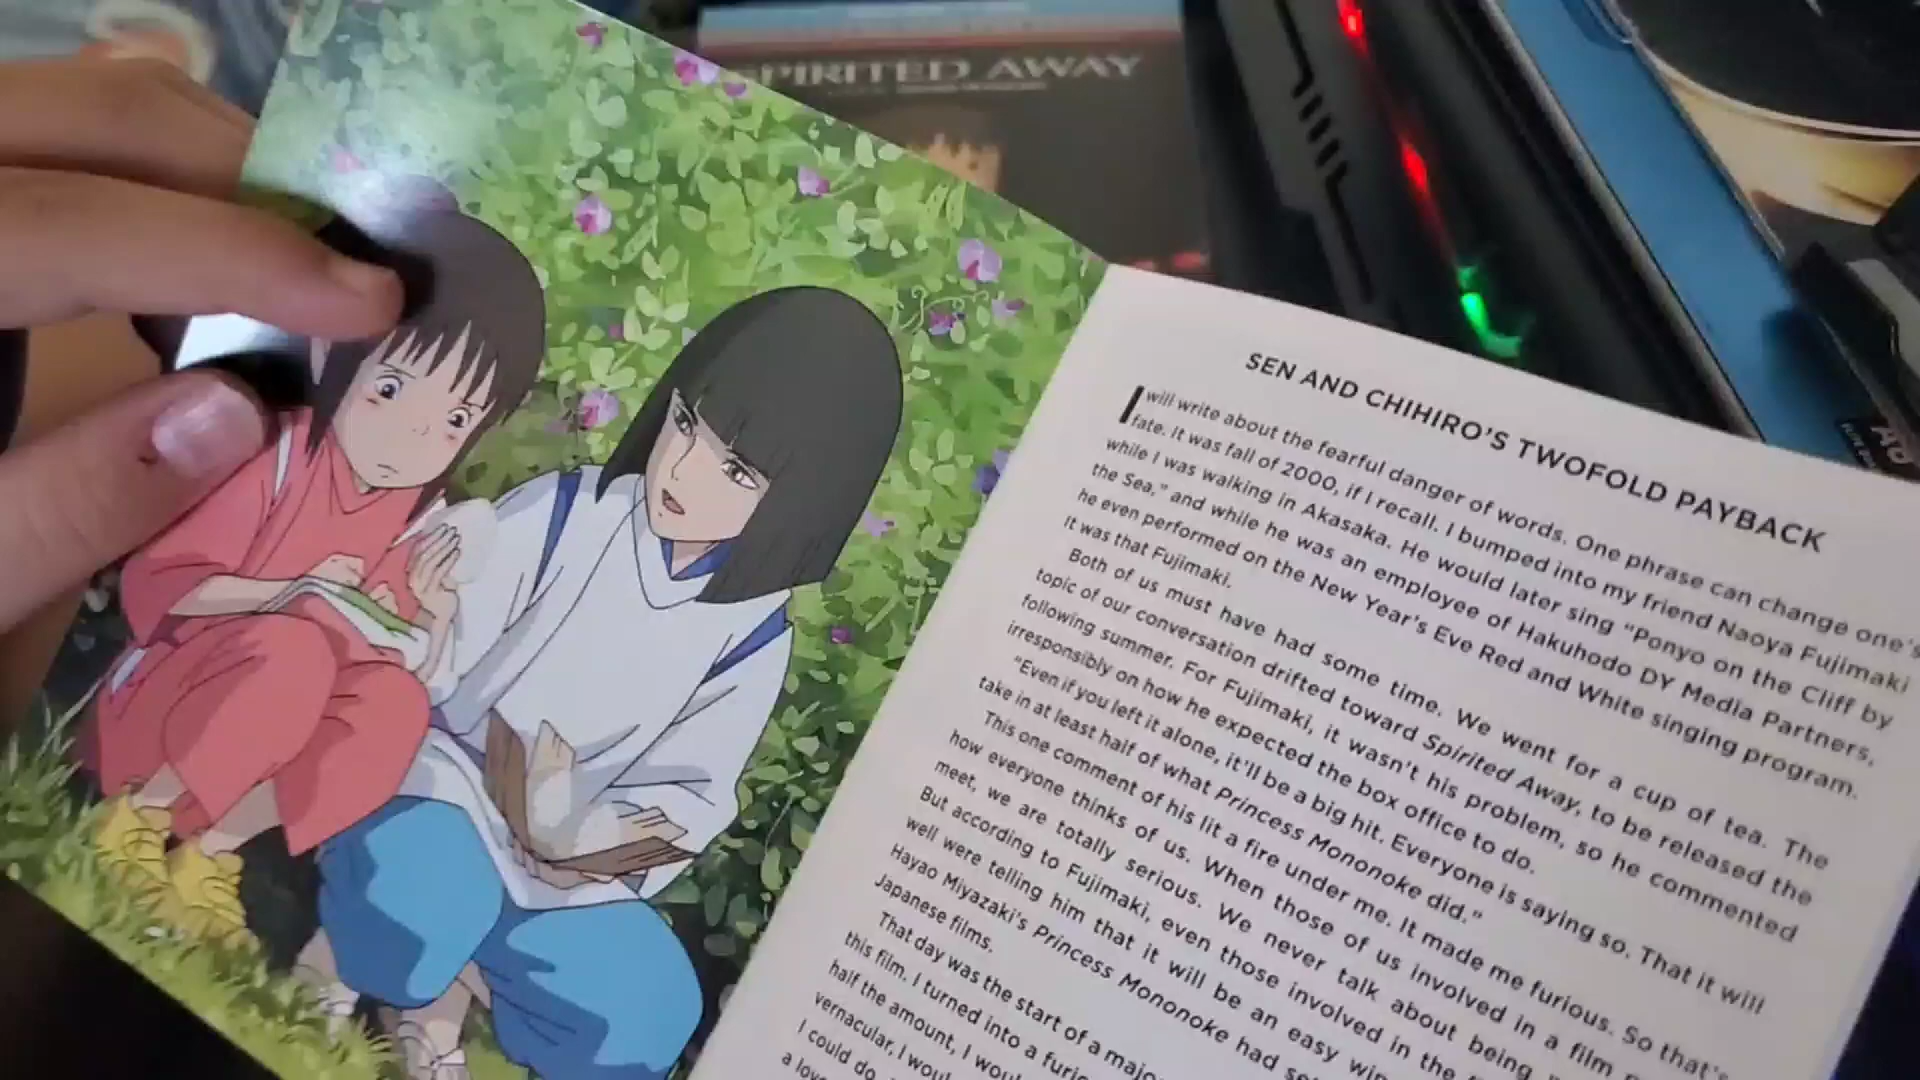 SPIRITED AWAY
SEN AND CHIHIRO'S TWOFOLD PAYBACK
I will write about the fearful danger of words. One phrase can change one's
fate. It was fall of 2000, if I recall. I bumped into my friend Naoya Fujimaki
while I was walking in Akasaka. He would later sing "Ponyo on the Cliff by
the Sea," and while he was an employee of Hakuhodo DY Media Partners,
he even performed on the New Year's Eve Red and White singing program.
It was that Fujimaki.
Both of us must have had some time. We went for a cup of tea. The
topic of our conversation drifted toward Spirited Away, to be released the
following summer. For Fujimaki, it wasn't his problem, so he commented
irresponsibly on how he expected the box office to do.
"Even if you left it alone, it'll be a big hit. Everyone is saying so. That it will
take in at least half of what Princess Mononoke did."
This one comment of his lit a fire under me. It made me furious. So that's
how everyone thinks of us. When those of us involved in a film
meet, we are totally serious. We never talk about being
But according to Fujimaki, even those involved in the
well were telling him that it will be an easy win
Hayao Miyazaki's Princess Mononoke had
Japanese films.
That day was the start of a major
this film. I turned into a
half the amount, I
vernacular, I
I could do
a